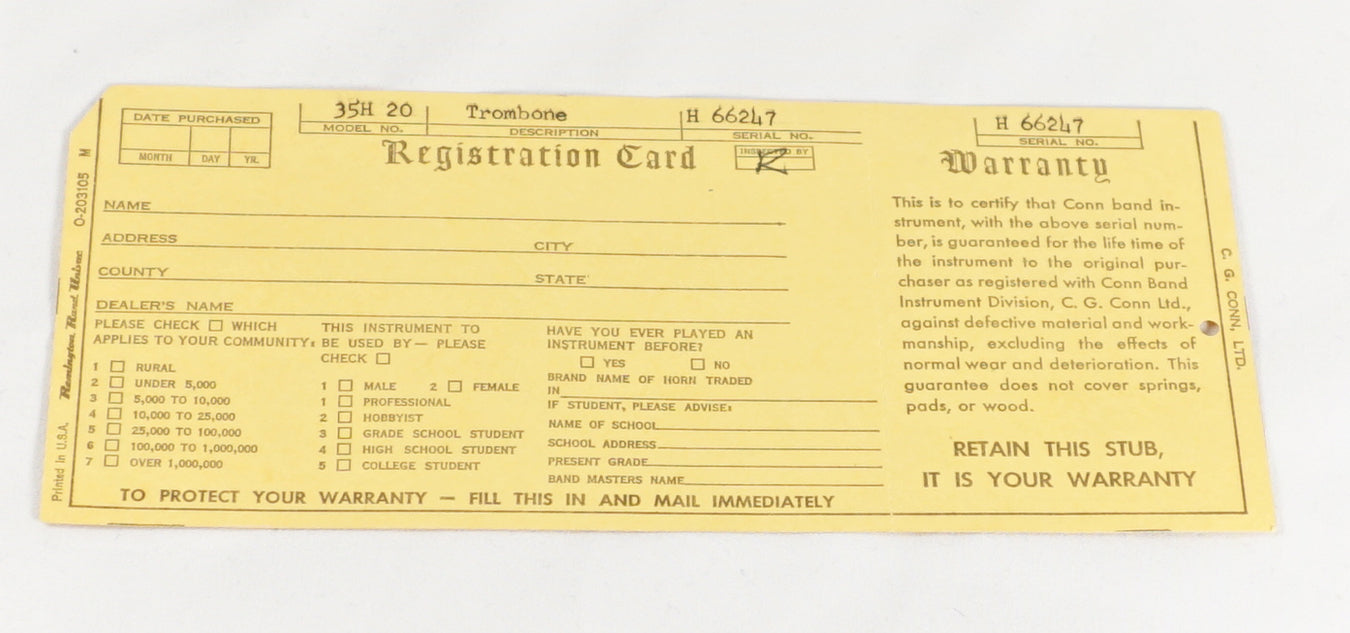 35H 20 Trombone H 66247
MODEL NO. DESCRIPTION SERIAL NO.
DATE PURCHASED
MONTH DAY YR.
Registration Card
INSPECTED BY
NAME
ADDRESS CITY
COUNTY STATE
DEALER'S NAME
PLEASE CHECK ☐ WHICH
APPLIES TO YOUR COMMUNITY:
1 ☐ RURAL
2 ☐ UNDER 5,000
3 ☐ 5,000 TO 10,000
4 ☐ 10,000 TO 25,000
5 ☐ 25,000 TO 100,000
6 ☐ 100,000 TO 1,000,000
7 ☐ OVER 1,000,000
THIS INSTRUMENT TO
BE USED BY — PLEASE
CHECK ☐
1 ☐ MALE 2 ☐ FEMALE
1 ☐ PROFESSIONAL
2 ☐ HOBBYIST
3 ☐ GRADE SCHOOL STUDENT
4 ☐ HIGH SCHOOL STUDENT
5 ☐ COLLEGE STUDENT
HAVE YOU EVER PLAYED AN
INSTRUMENT BEFORE?
☐ YES ☐ NO
BRAND NAME OF HORN TRADED
IN
IF STUDENT, PLEASE ADVISE:
NAME OF SCHOOL
SCHOOL ADDRESS
PRESENT GRADE
BAND MASTERS NAME
TO PROTECT YOUR WARRANTY — FILL THIS IN AND MAIL IMMEDIATELY
Printed in U.S.A. Remington Rand Univac O-203105 M
H 66247
SERIAL NO.
Warranty
This is to certify that Conn band in-
strument, with the above serial num-
ber, is guaranteed for the life time of
the instrument to the original pur-
chaser as registered with Conn Band
Instrument Division, C. G. Conn Ltd.,
against defective material and work-
manship, excluding the effects of
normal wear and deterioration. This
guarantee does not cover springs,
pads, or wood.
RETAIN THIS STUB,
IT IS YOUR WARRANTY
C. G. CONN, LTD.